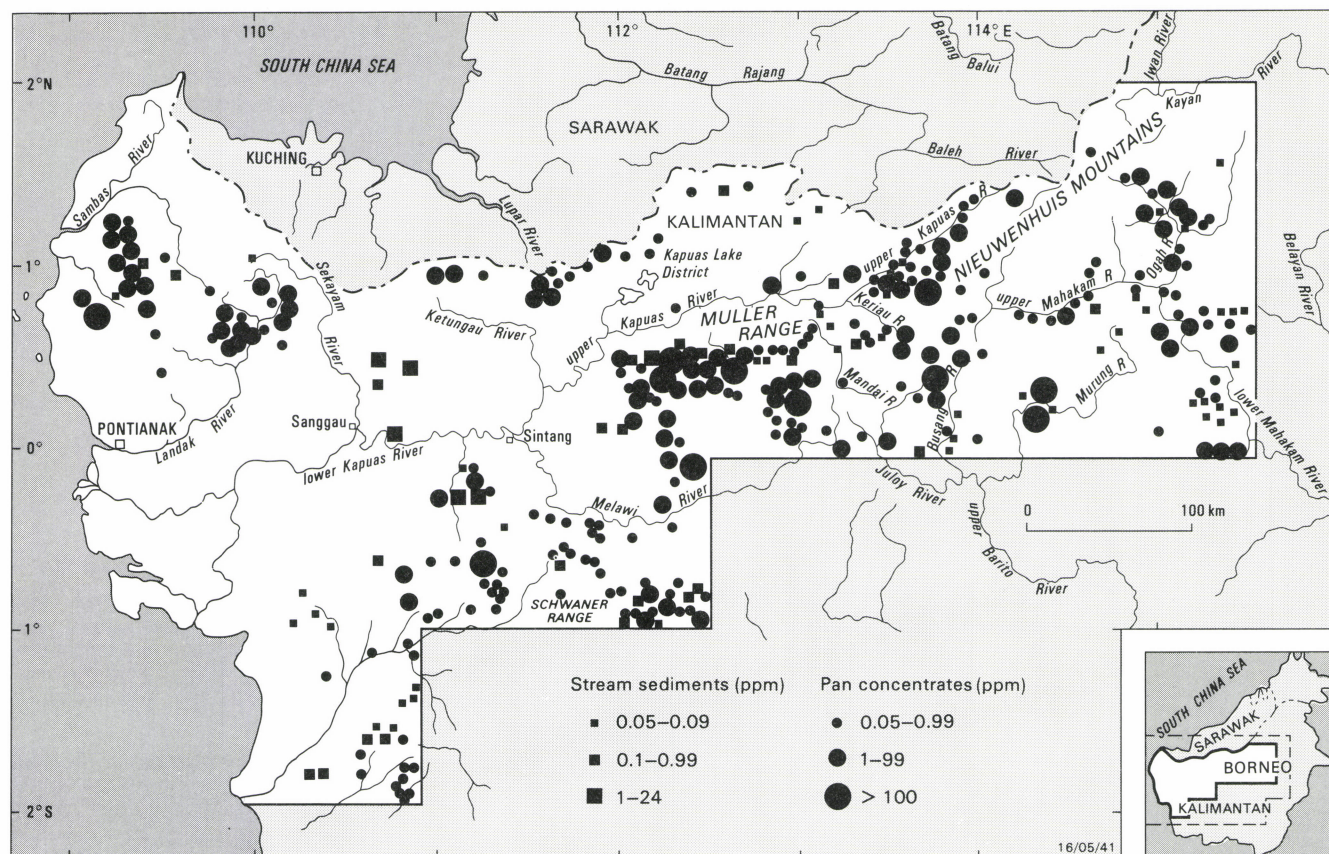 110°
112°
114° E
2°N
1°
0°
1°
2°S
SOUTH CHINA SEA
Batang Rajang
Batang Balui
Iwan River
Kayan River
SARAWAK
KUCHING
Sambas River
Lupar River
Baleh River
KALIMANTAN
Kapuas Lake District
upper Kapuas R
NIEUWENHUIS MOUNTAINS
Ogah R
Belayan River
Sekayam River
Ketungau River
upper Kapuas River
MULLER RANGE
Keriau R
upper Mahakam R
Mandai R
Busang R
Murung R
PONTIANAK
Landak River
Sanggau
Sintang
lower Kapuas River
Melawi River
Juloy River
upper Barito River
lower Mahakam River
0 100 km
SCHWANER RANGE
Stream sediments (ppm)
0.05–0.09
0.1–0.99
1–24
Pan concentrates (ppm)
0.05–0.99
1–99
> 100
SOUTH CHINA SEA
SARAWAK
BORNEO
KALIMANTAN
16/05/41